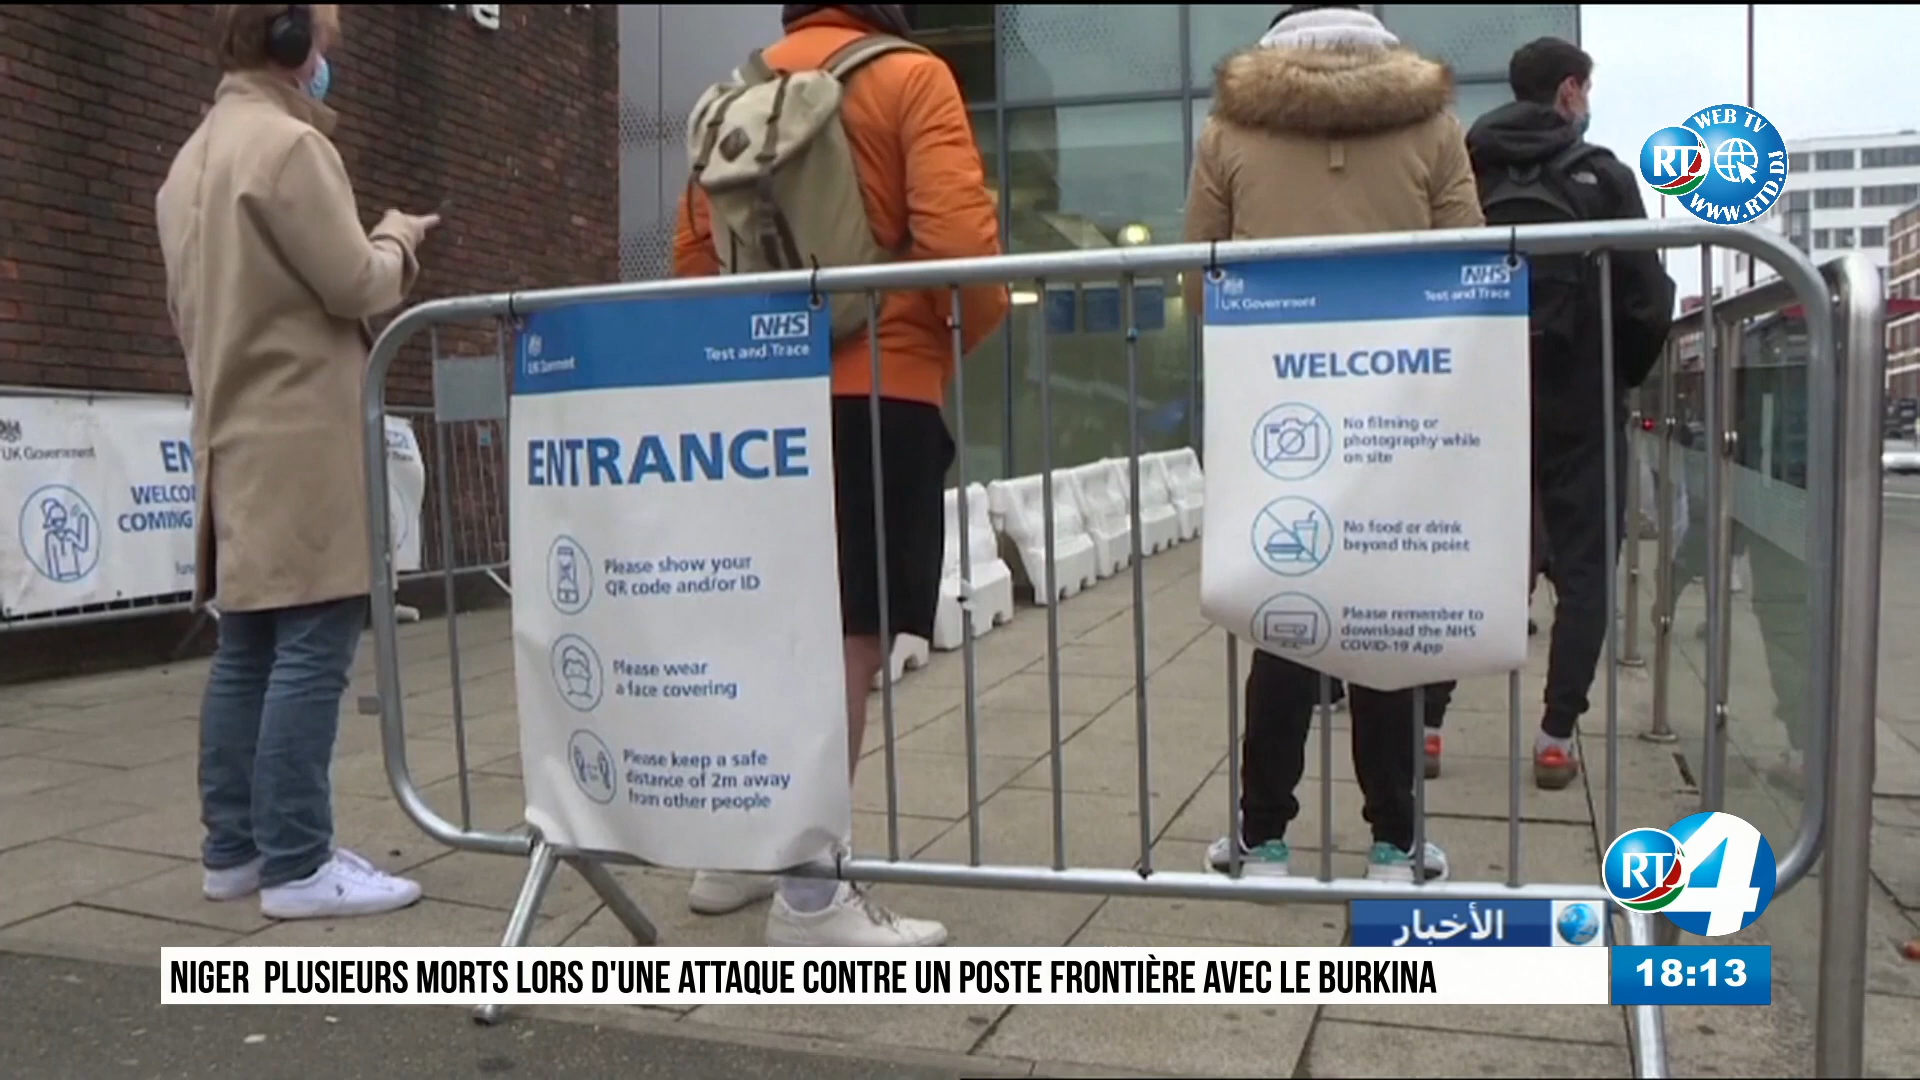 WEB TV
RTD
WWW.RTD.DJ
UK Government
NHS
Test and Trace
ENTRANCE
Please show your
QR code and/or ID
Please wear
a face covering
Please keep a safe
distance of 2m away
from other people
UK Government
NHS
Test and Trace
WELCOME
No filming or
photography while
on site
No food or drink
beyond this point
Please remember to
download the NHS
COVID-19 App
UK Government
EN
WELCO
COMING
RTD 4
الأخبار
NIGER PLUSIEURS MORTS LORS D'UNE ATTAQUE CONTRE UN POSTE FRONTIÈRE AVEC LE BURKINA
18:13